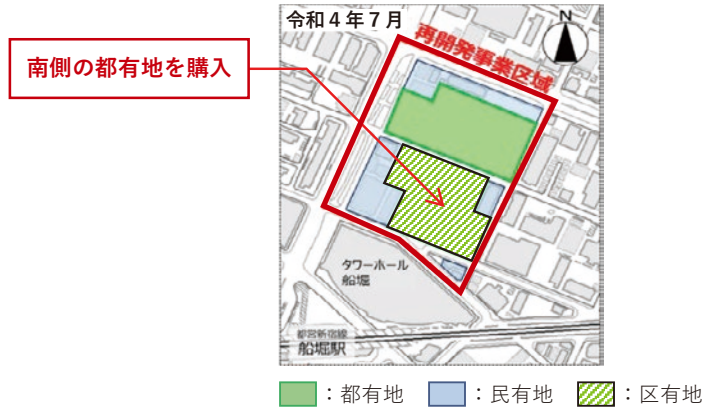 令和４年７月
N
再開発事業区域
南側の都有地を購入
タワーホール
船堀
都営新宿線
船堀駅
：都有地　：民有地　：区有地